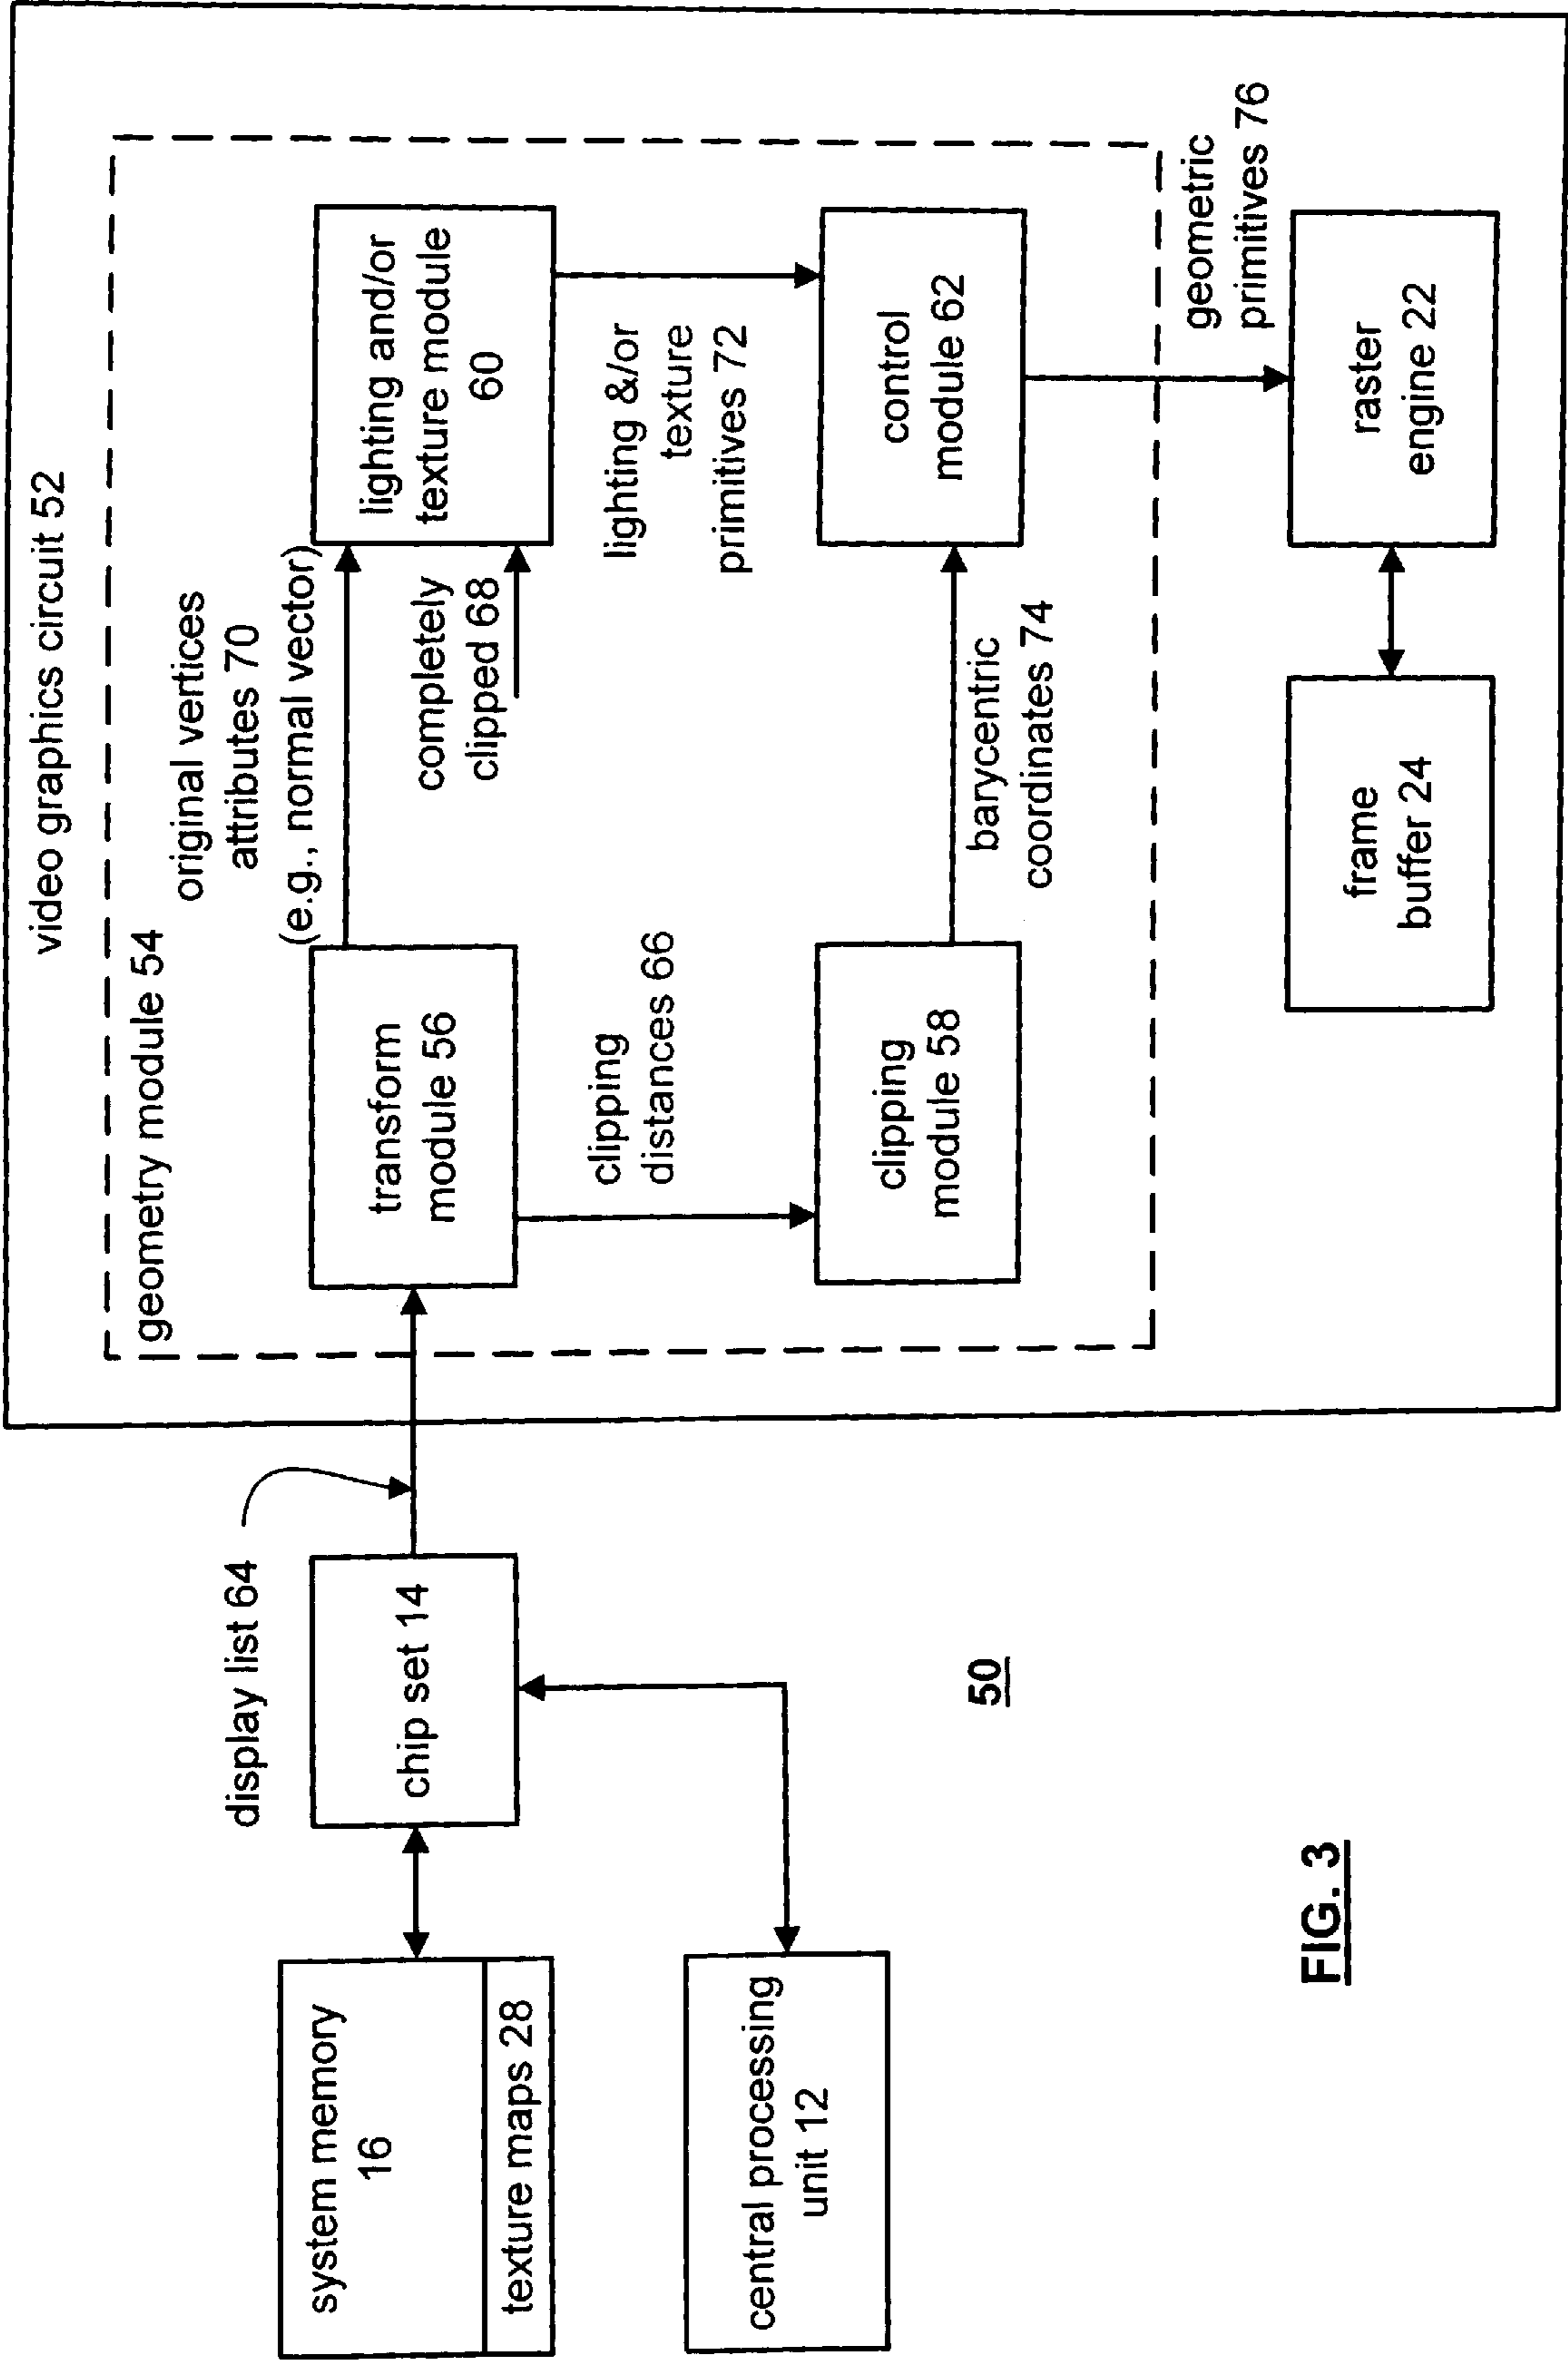 video graphics circuit 52
geometry module 54
original vertices
attributes 70
(e.g., normal vector)
display list 64
system memory
16
texture maps 28
chip set 14
transform
module 56
completely
clipped 68
lighting and/or
texture module
60
clipping
distances 66
lighting &/or
texture
primitives 72
central processing
unit 12
clipping
module 58
barycentric
coordinates 74
control
module 62
50
geometric
primitives 76
frame
buffer 24
raster
engine 22
FIG. 3